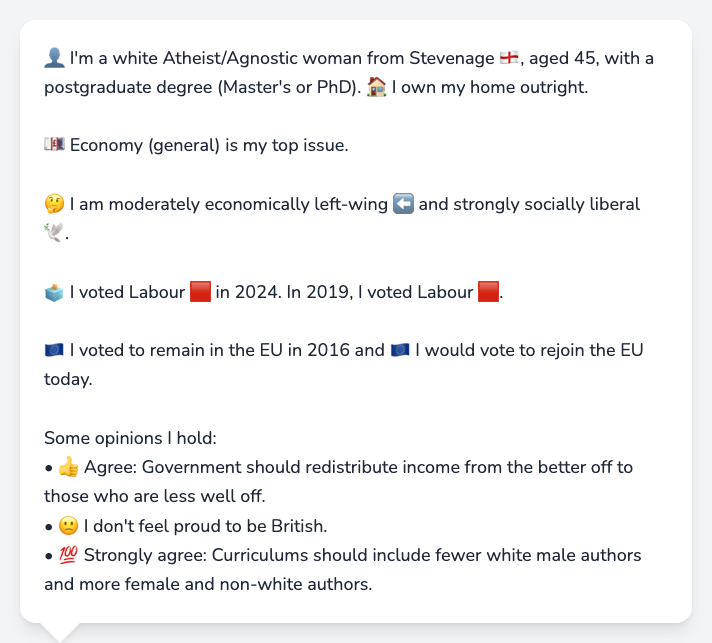 👤 I'm a white Atheist/Agnostic woman from Stevenage 🏴󠁧󠁢󠁥󠁮󠁧󠁿, aged 45, with a
postgraduate degree (Master's or PhD). 🏠 I own my home outright.
💷 Economy (general) is my top issue.
🤔 I am moderately economically left-wing ⬅️ and strongly socially liberal
🕊️.
🗳️ I voted Labour 🟥 in 2024. In 2019, I voted Labour 🟥.
🇪🇺 I voted to remain in the EU in 2016 and 🇪🇺 I would vote to rejoin the EU
today.
Some opinions I hold:
• 👍 Agree: Government should redistribute income from the better off to
those who are less well off.
• 🙁 I don't feel proud to be British.
• 💯 Strongly agree: Curriculums should include fewer white male authors
and more female and non-white authors.